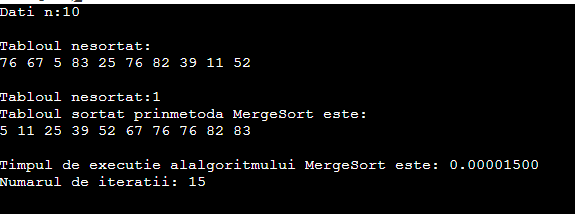 Dati n:10
Tabloul nesortat:
76 67 5 83 25 76 82 39 11 52
Tabloul nesortat:1
Tabloul sortat prinmetoda MergeSort este:
5 11 25 39 52 67 76 76 82 83
Timpul de executie alalgoritmului MergeSort este: 0.00001500
Numarul de iteratii: 15